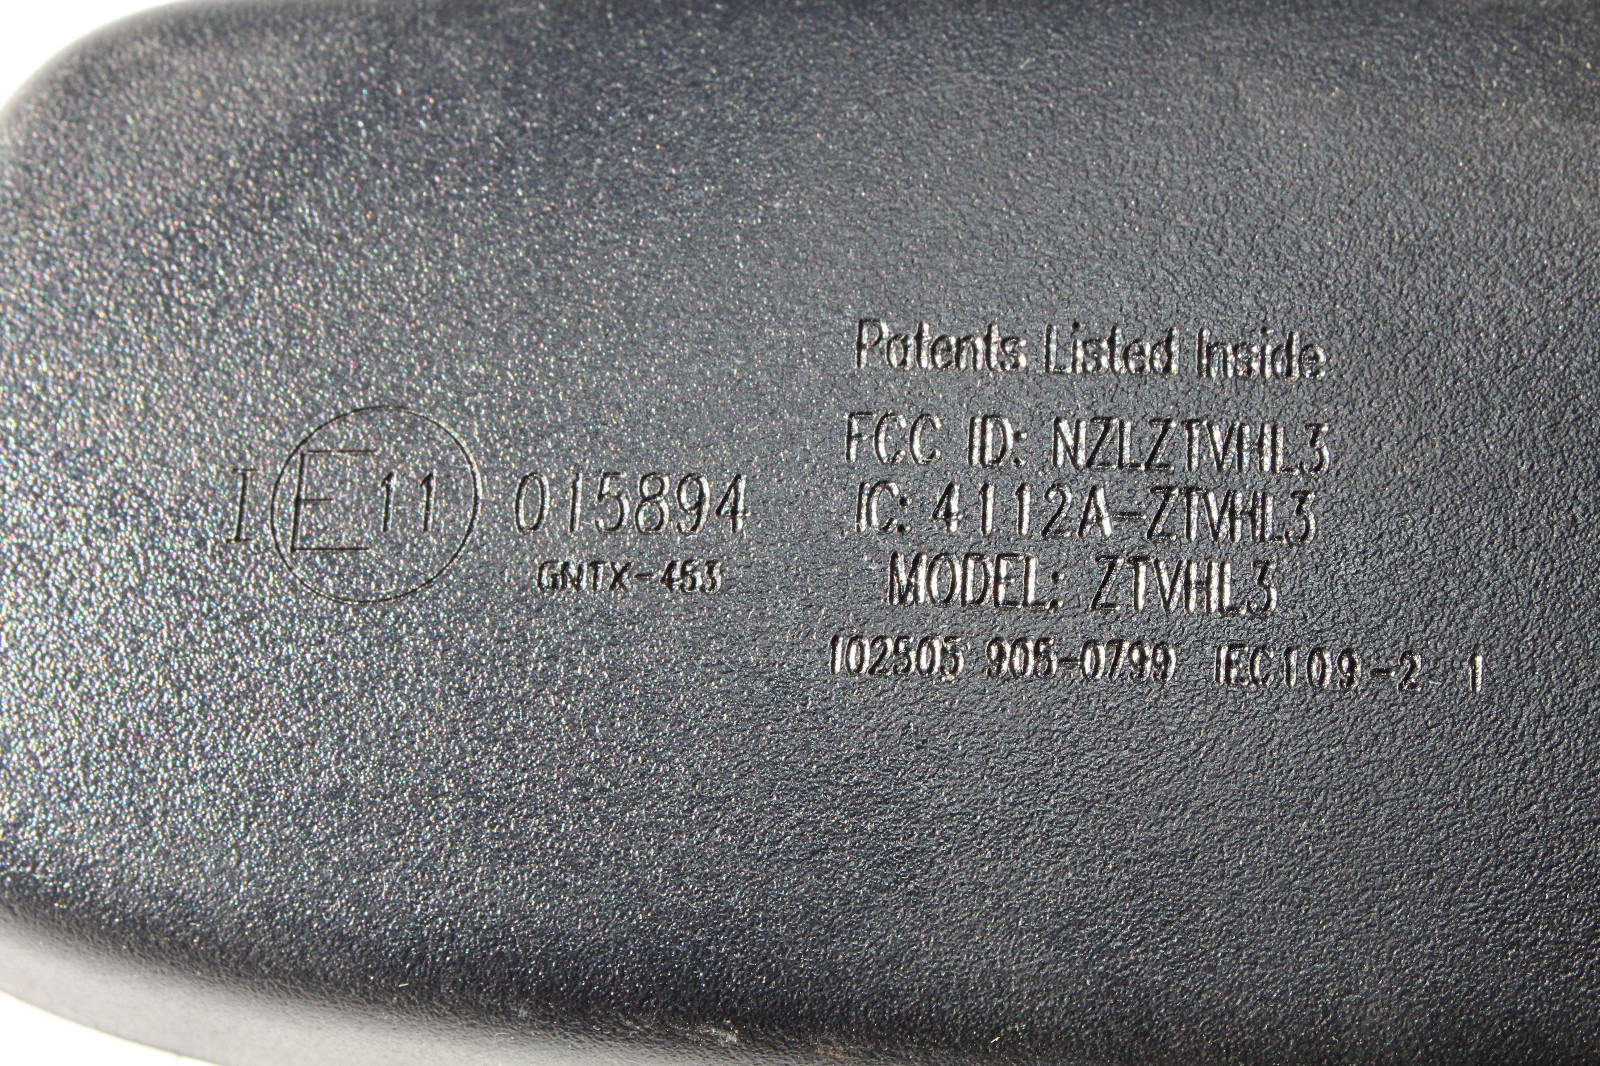 I E11 015894
GNTX-453
Patents Listed Inside
FCC ID: NZLZTVHL3
IC: 4112A-ZTVHL3
MODEL: ZTVHL3
102505 905-0799 IEC109-2 1